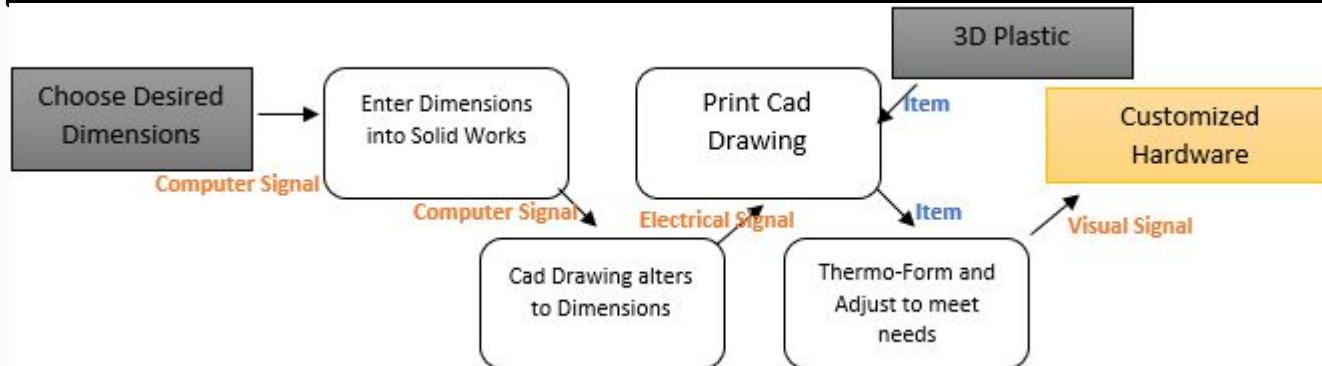 Choose Desired
Dimensions
Computer Signal
Enter Dimensions
into Solid Works
Computer Signal
Cad Drawing alters
to Dimensions
Electrical Signal
Print Cad
Drawing
3D Plastic
Item
Item
Thermo-Form and
Adjust to meet
needs
Visual Signal
Customized
Hardware